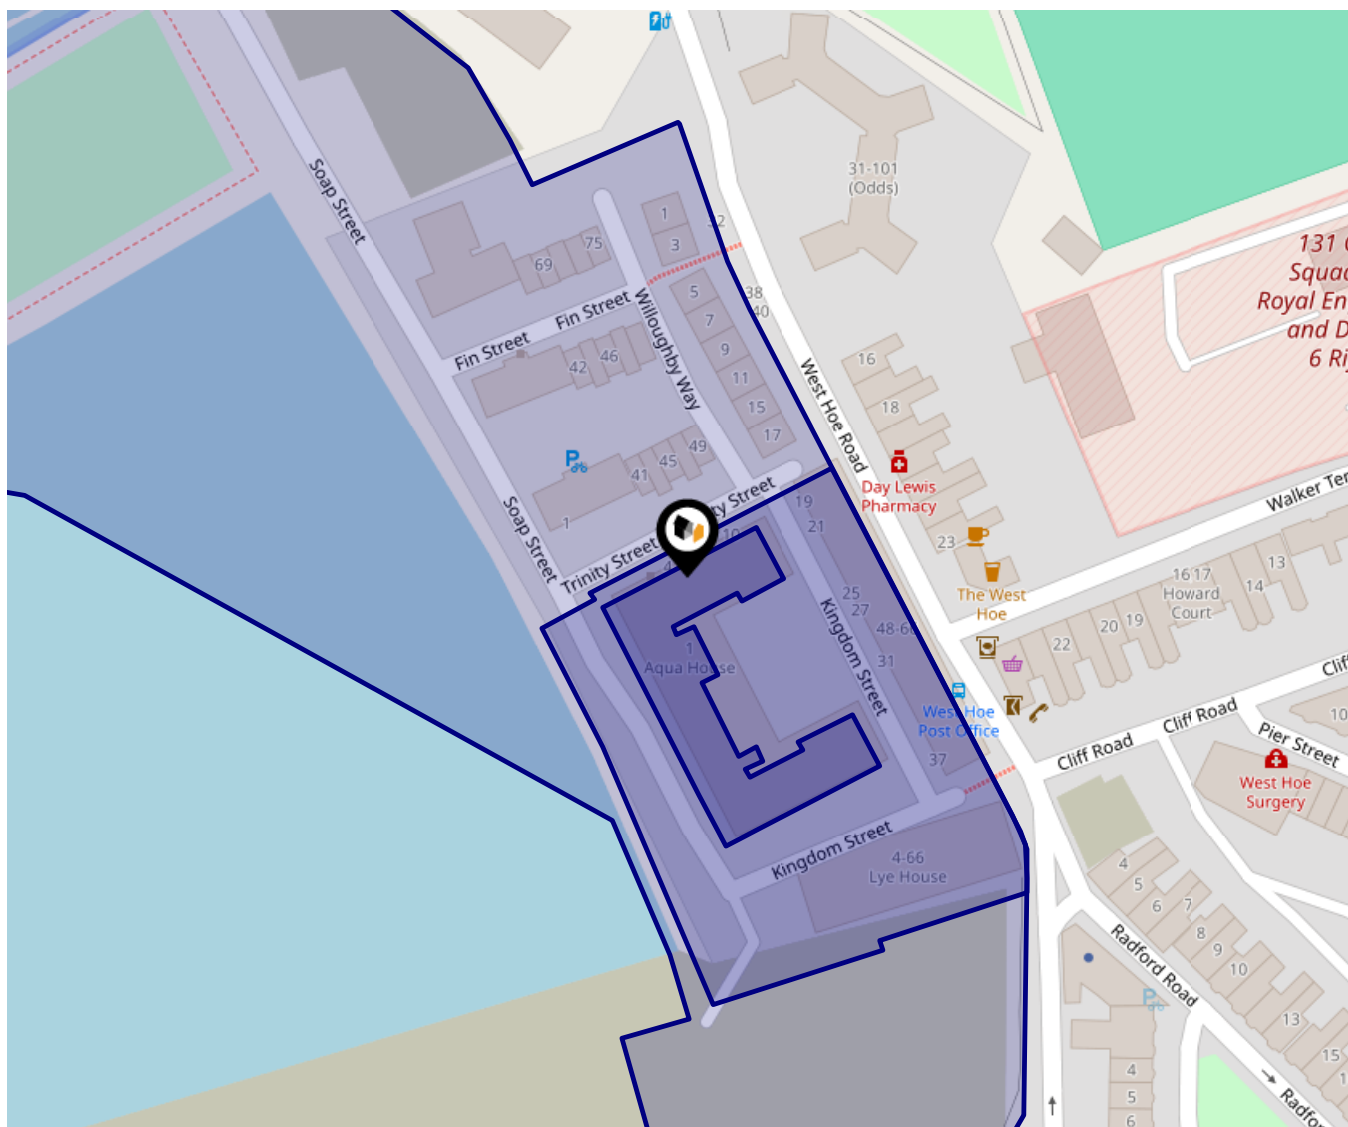 Soap Street
31-101
(Odds)
1
3
75
69
131
Squa
Royal En
and D
5
38
40
Fin Street
Fin Street
Willoughby Way
7
9
42
46
11
15
17
16
18
West Hoe Road
49
45
41
1
Day Lewis
Pharmacy
Walker Ter
Soap Street
19
21
23
Trinity Street
The West
Hoe
16 17
Howard
Court
13
14
25
27
31
Kingdom Street
1
Aqua House
22
20
19
West Hoe
Post Office
37
Cliff Road
Cliff Road
Clif
Pier Street
10
West Hoe
Surgery
Kingdom Street
4-66
Lye House
4
5
6
7
8
9
10
Radford Road
13
15
4
5
6
Radfo